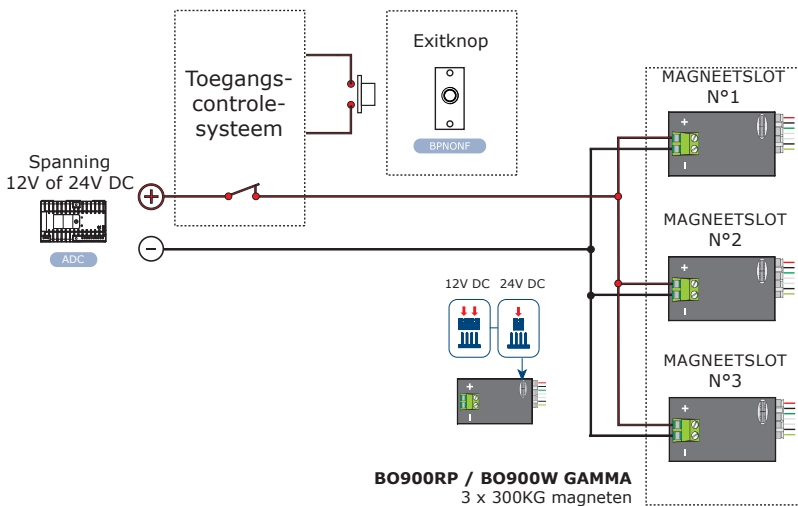 Toegangs-
controle-
systeem
Exitknop
BPNONF
Spanning
12V of 24V DC
+
−
ADC
MAGNEETSLOT
N°1
+
−
MAGNEETSLOT
N°2
+
−
MAGNEETSLOT
N°3
+
−
12V DC
24V DC
+
−
BO900RP / BO900W GAMMA
3 x 300KG magneten